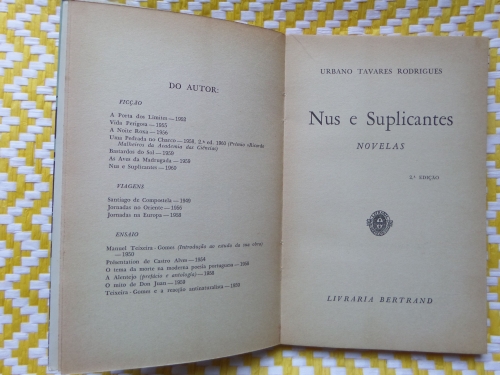 DO AUTOR:
FICÇÃO
A Porta dos Limites — 1952
Vida Perigosa — 1955
A Noite Roxa — 1956
Uma Pedrada no Charco — 1958, 2.ª ed. 1960 (Prémio «Ricardo
Malheiros» da Academia das Ciências)
Bastardos do Sol — 1959
As Aves da Madrugada — 1959
Nus e Suplicantes — 1960
VIAGENS
Santiago de Compostela — 1949
Jornadas no Oriente — 1956
Jornadas na Europa — 1958
ENSAIO
Manuel Teixeira-Gomes (Introdução ao estudo da sua obra)
— 1950
Présentation de Castro Alves — 1954
O tema da morte na moderna poesia portuguesa
O Alentejo (prefácio e antologia) — 1958
O mito de Don Juan
Teixeira-Gomes e a reacção antinaturalista
URBANO TAVARES RODRIGUES
Nus e Suplicantes
NOVELAS
2.ª EDIÇÃO
LIVRARIA BERTRAND